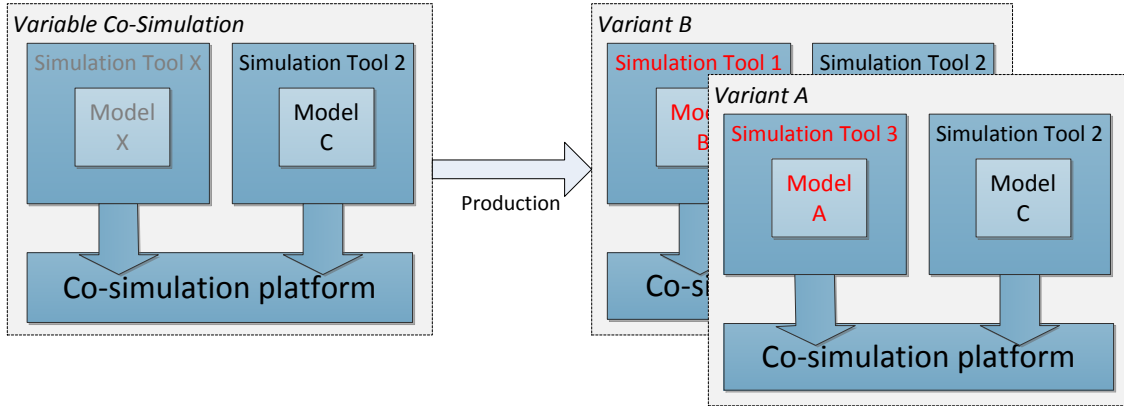 Variable Co-Simulation
Simulation Tool X
Model
X
Simulation Tool 2
Model
C
Co-simulation platform
Production
Variant B
Simulation Tool 1
B
Simulation Tool 2
Variant A
Simulation Tool 3
Model
A
Simulation Tool 2
Model
C
Co-simulation platform